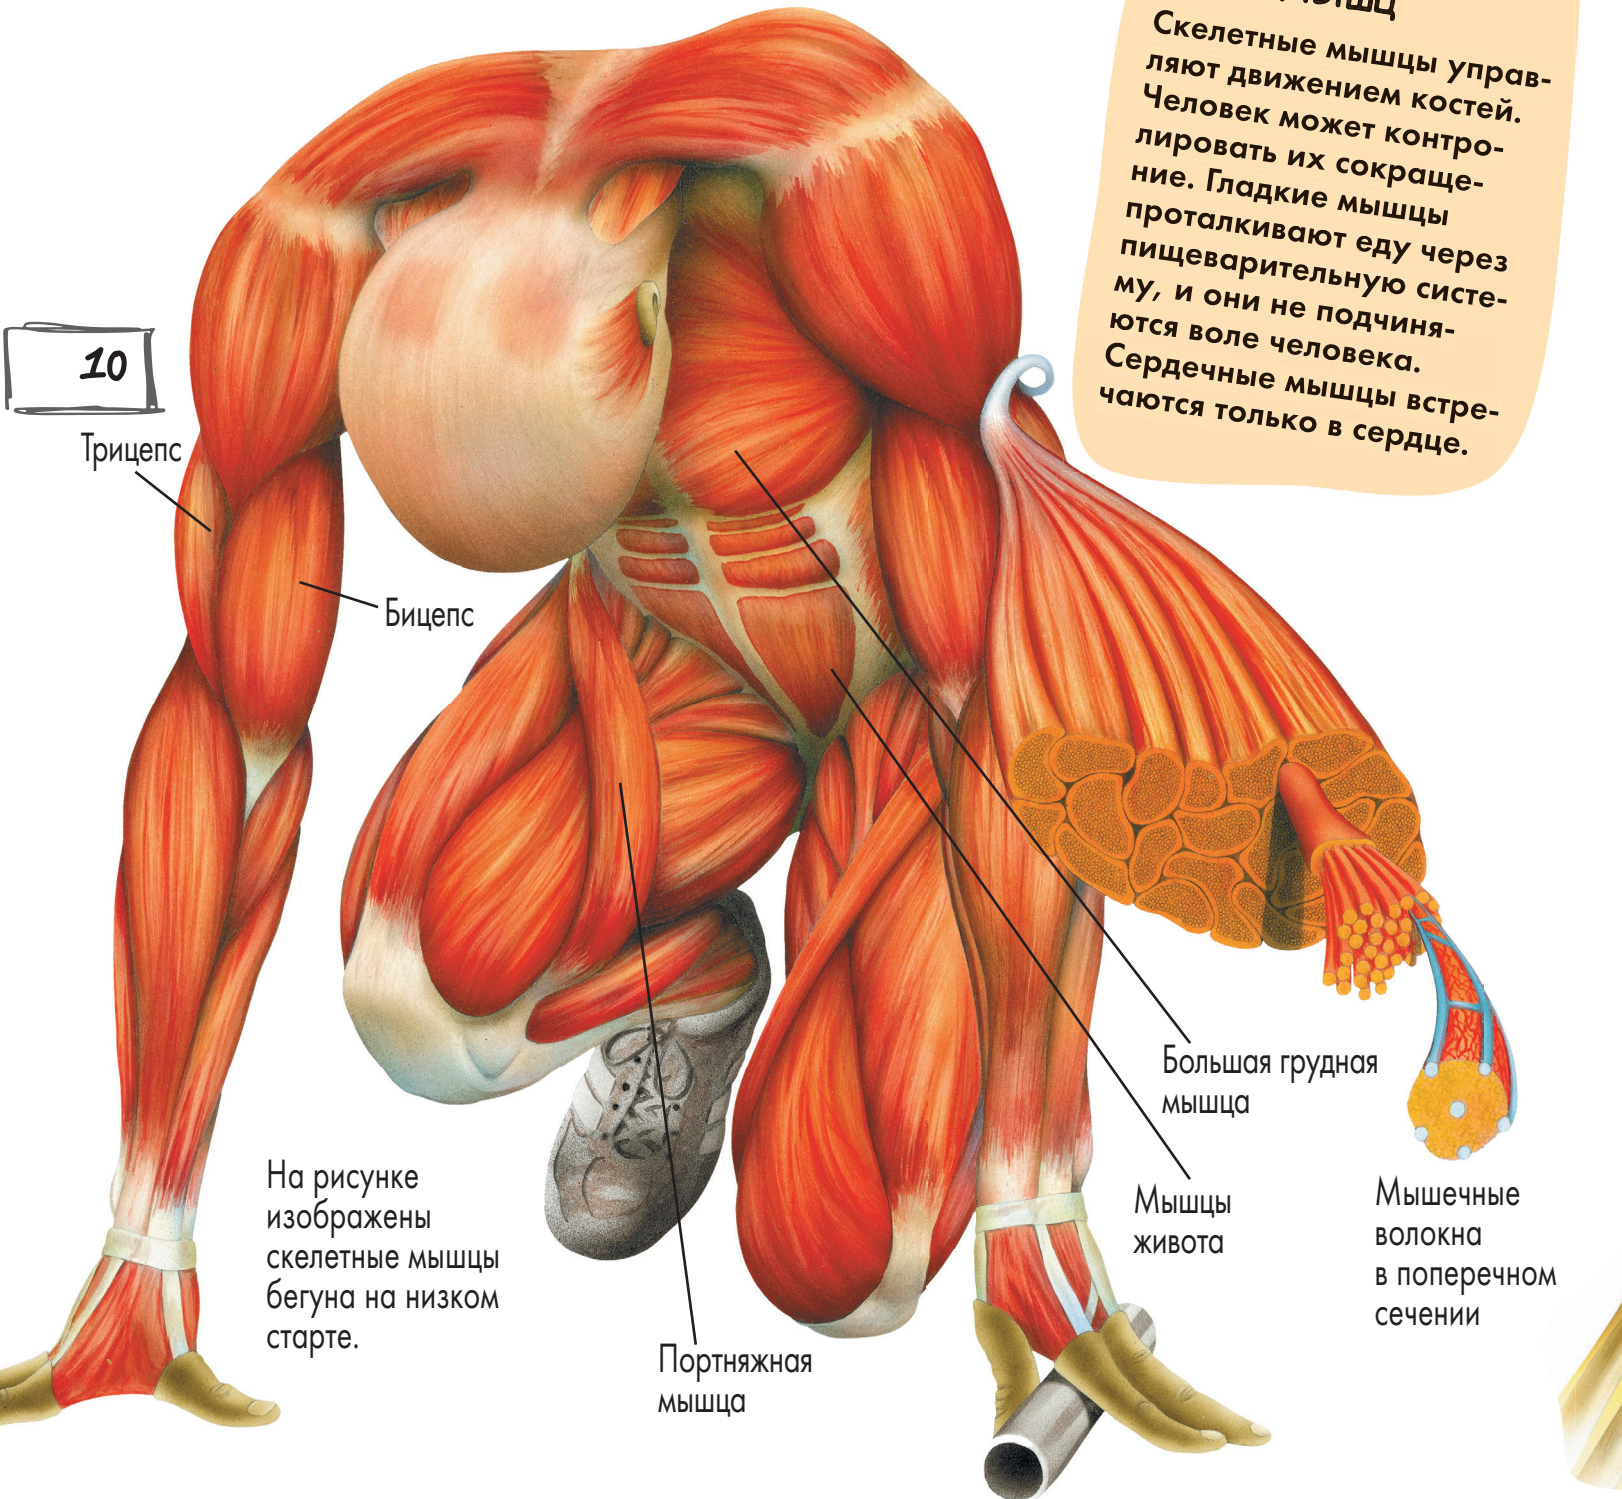 Скелетные мышцы управ-
ляют движением костей.
Человек может контро-
лировать их сокраще-
ние. Гладкие мышцы
проталкивают еду через
пищеварительную систе-
му, и они не подчиня-
ются воле человека.
Сердечные мышцы встре-
чаются только в сердце.
10
Трицепс
Бицепс
Большая грудная
мышца
Мышцы
живота
Мышечные
волокна
в поперечном
сечении
На рисунке
изображены
скелетные мышцы
бегуна на низком
старте.
Портняжная
мышца